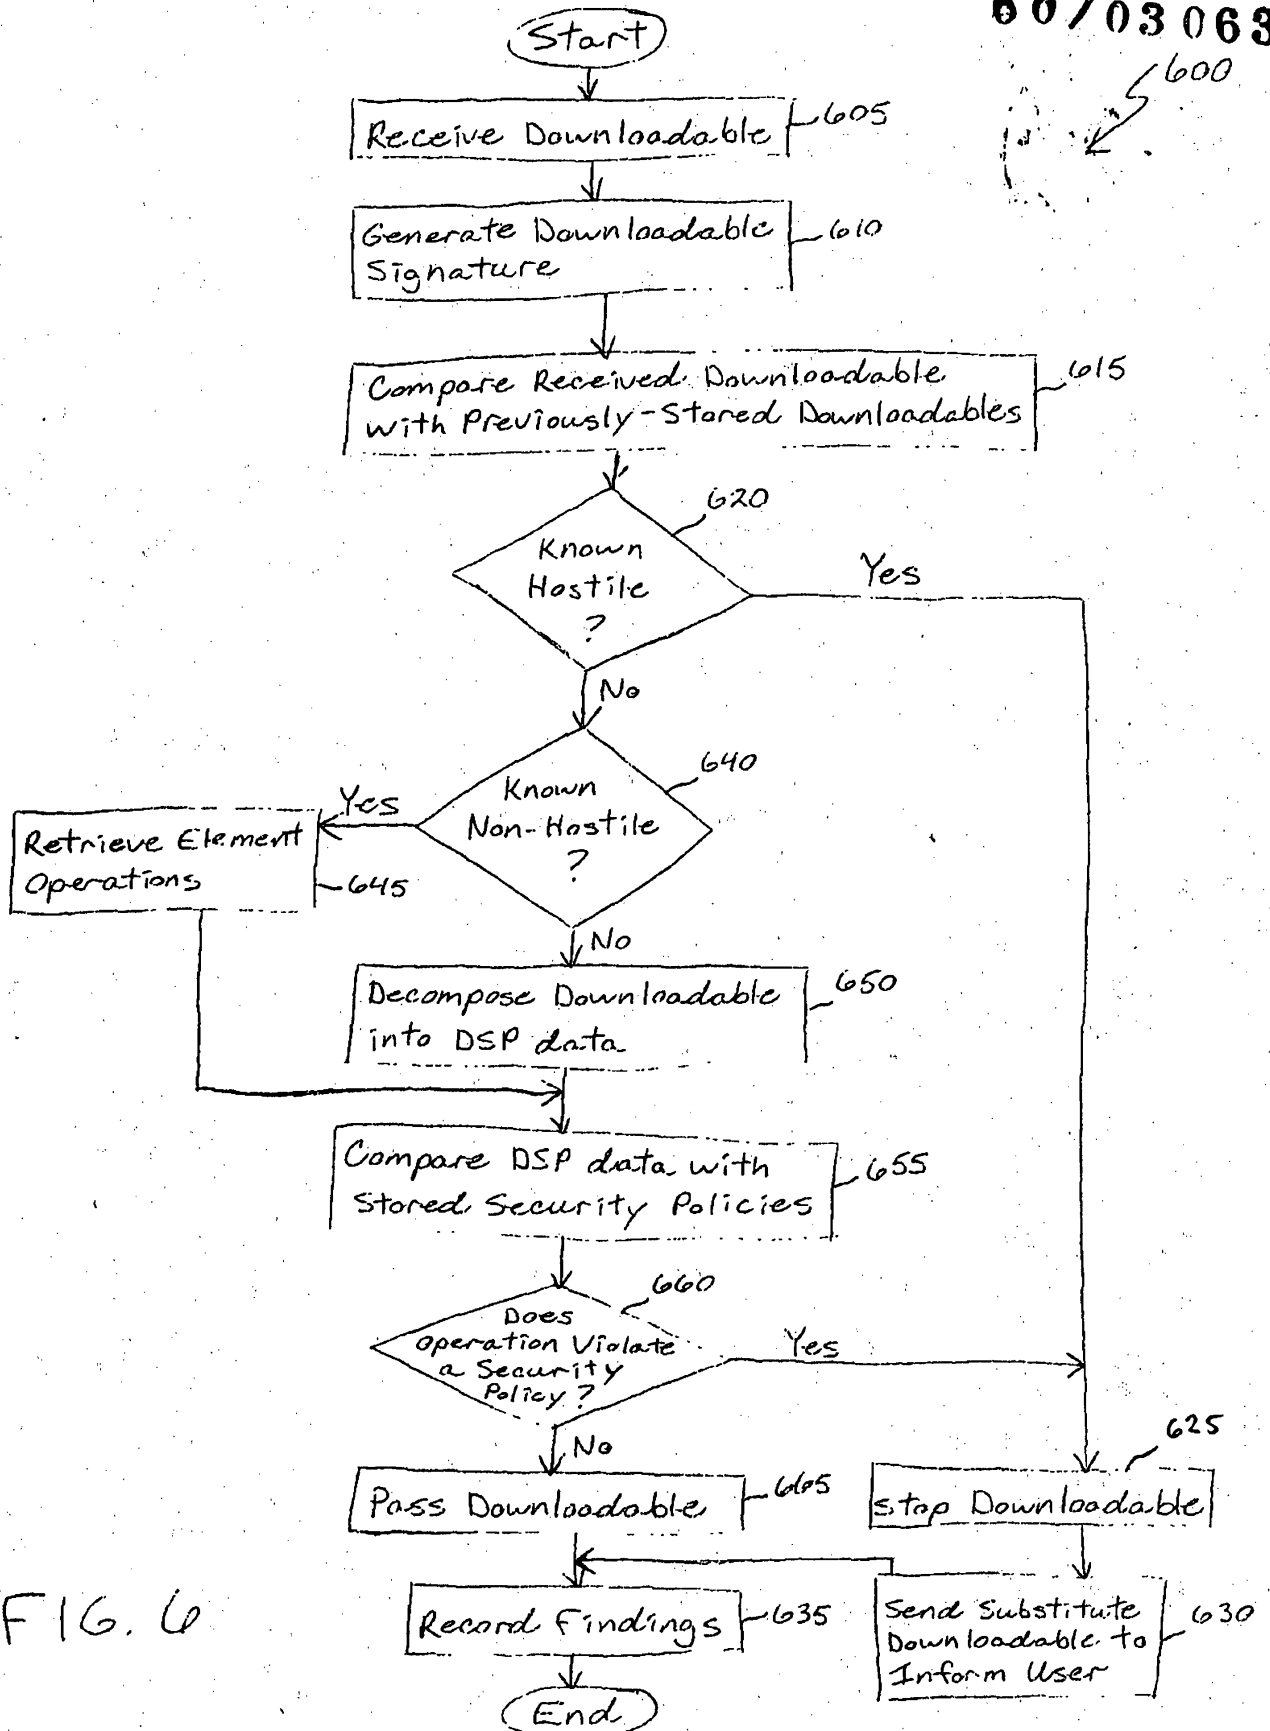 60/03063
Start
600
Receive Downloadable
605
Generate Downloadable
Signature
610
Compare Received Downloadable
with Previously-Stored Downloadables
615
620
Known
Hostile
?
Yes
No
640
Known
Non-Hostile
?
Yes
Retrieve Element
Operations
645
No
Decompose Downloadable
into DSP data
650
Compare DSP data with
Stored Security Policies
655
660
Does
Operation Violate
a Security
Policy?
Yes
No
625
Pass Downloadable
665
Stop Downloadable
Record Findings
635
Send Substitute
Downloadable to
Inform User
630
FIG. 6
End